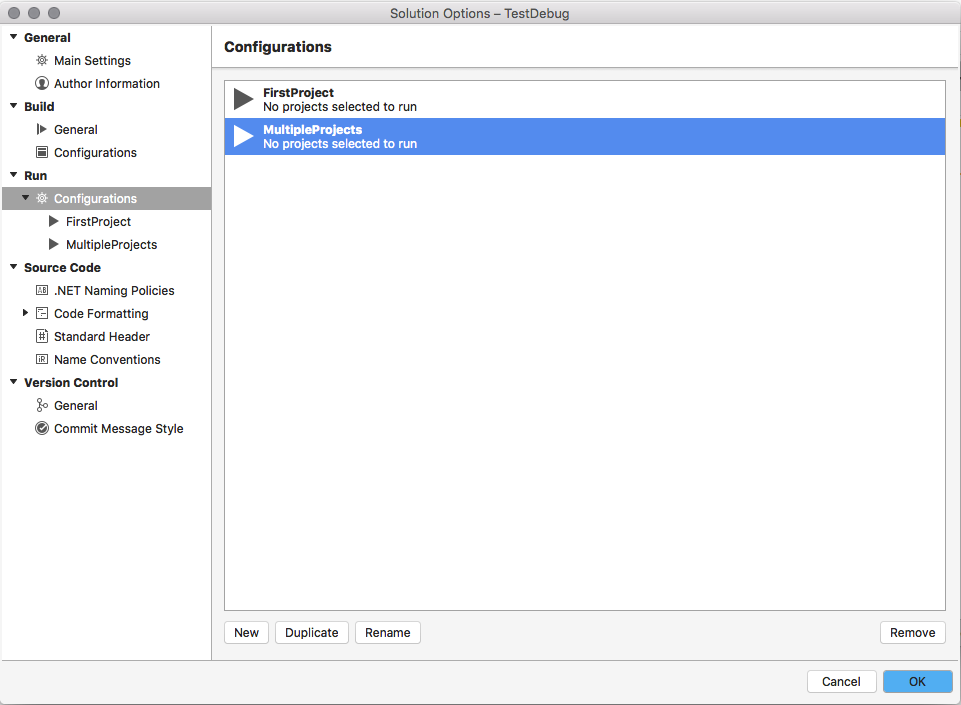 Solution Options – TestDebug
General
Main Settings
Author Information
Build
General
Configurations
Run
Configurations
FirstProject
MultipleProjects
Source Code
.NET Naming Policies
Code Formatting
Standard Header
Name Conventions
Version Control
General
Commit Message Style
Configurations
FirstProject
No projects selected to run
MultipleProjects
No projects selected to run
New
Duplicate
Rename
Remove
Cancel
OK